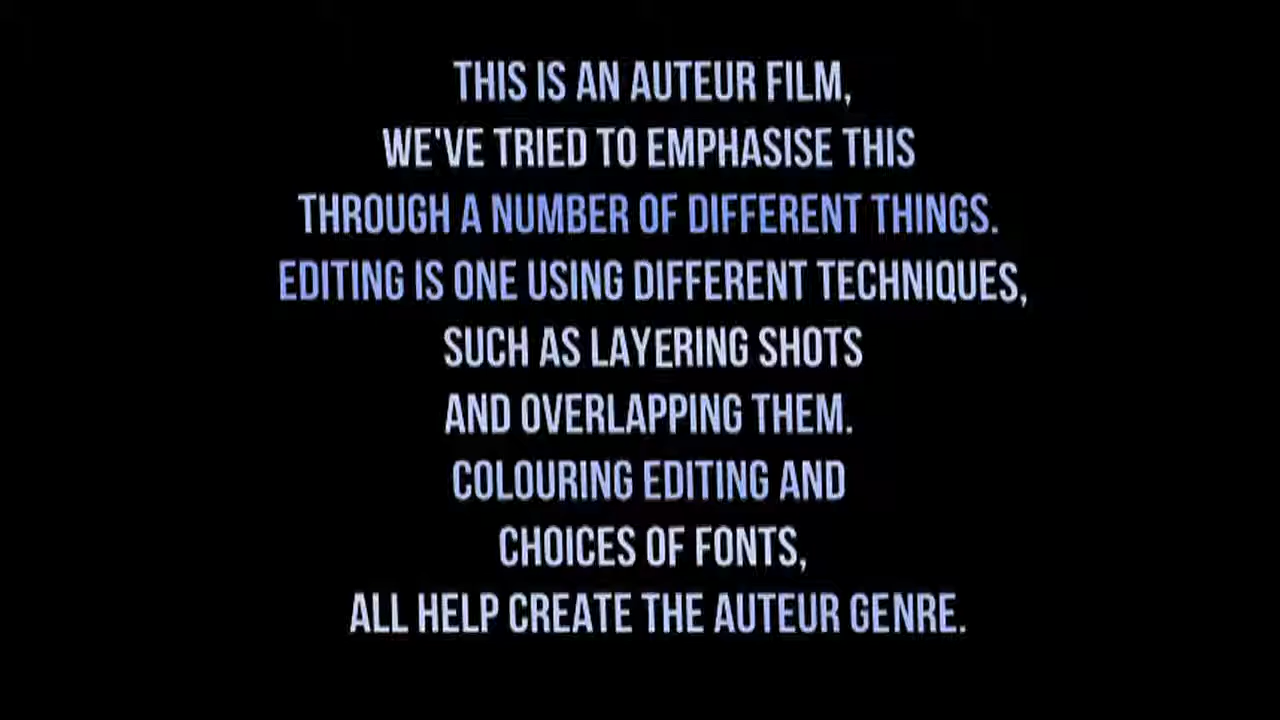 THIS IS AN AUTEUR FILM,
WE'VE TRIED TO EMPHASISE THIS
THROUGH A NUMBER OF DIFFERENT THINGS.
EDITING IS ONE USING DIFFERENT TECHNIQUES,
SUCH AS LAYERING SHOTS
AND OVERLAPPING THEM.
COLOURING EDITING AND
CHOICES OF FONTS,
ALL HELP CREATE THE AUTEUR GENRE.